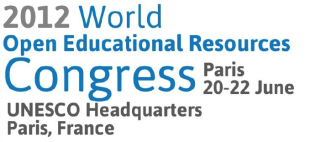 2012 World
Open Educational Resources
Congress Paris
20-22 June
UNESCO Headquarters
Paris, France